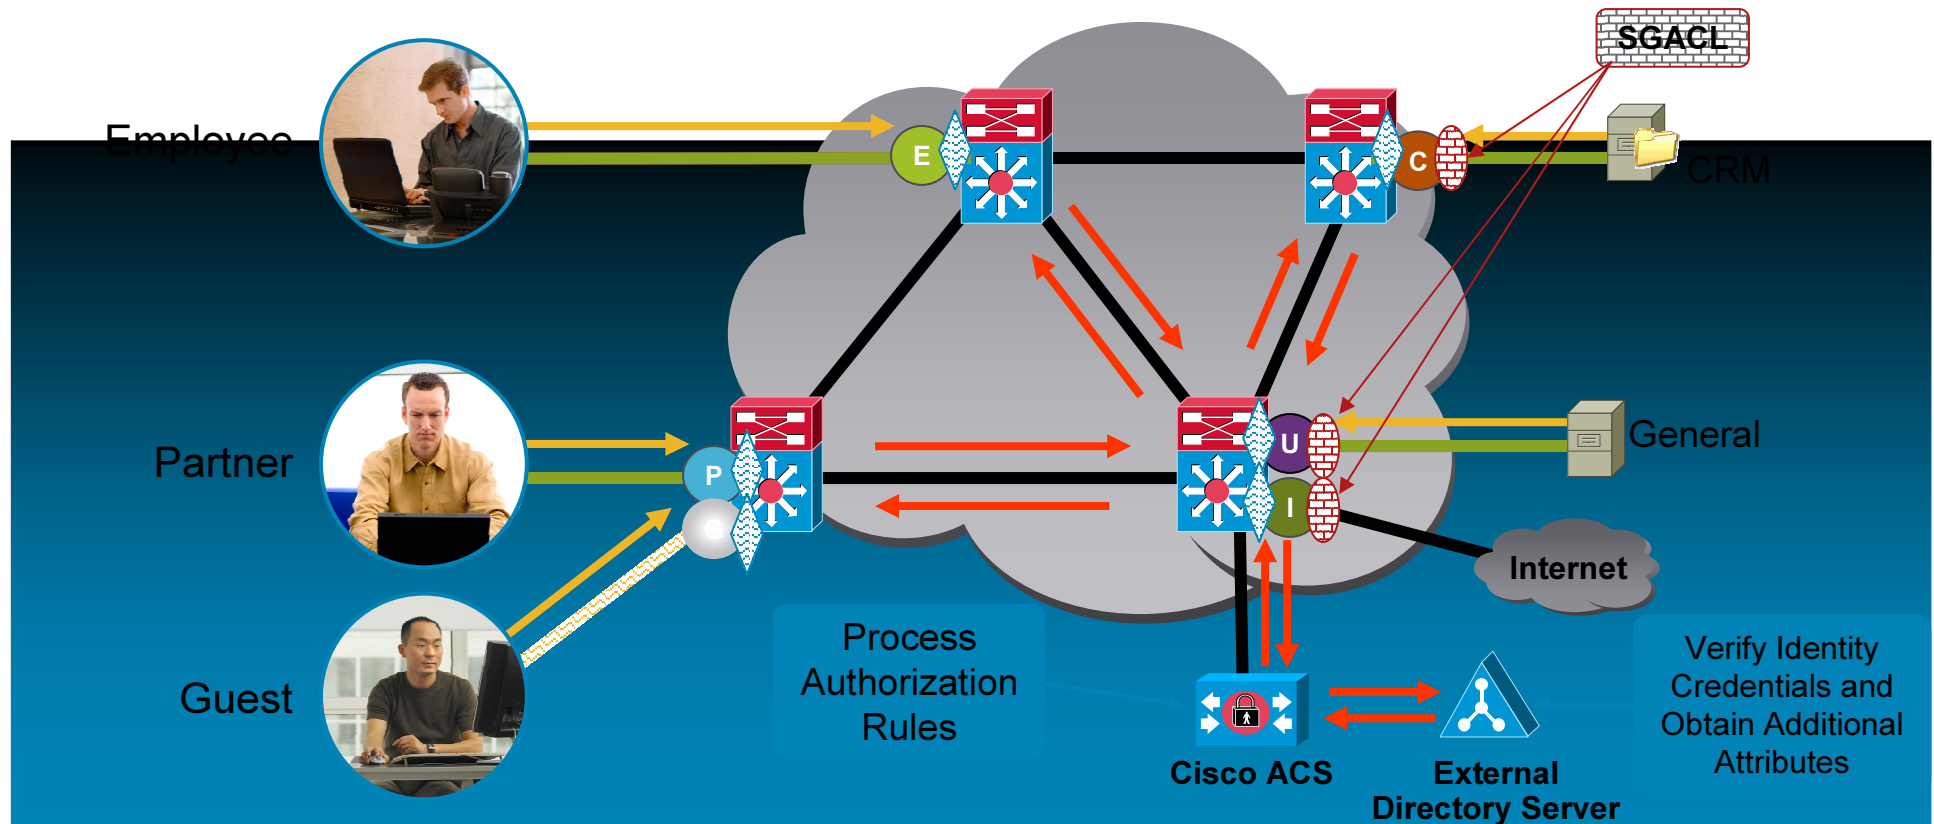 SGACL
Employee
E
C
CRM
Partner
P
G
U
I
General
Internet
Guest
Process
Authorization
Rules
Verify Identity
Credentials and
Obtain Additional
Attributes
Cisco ACS
External
Directory Server